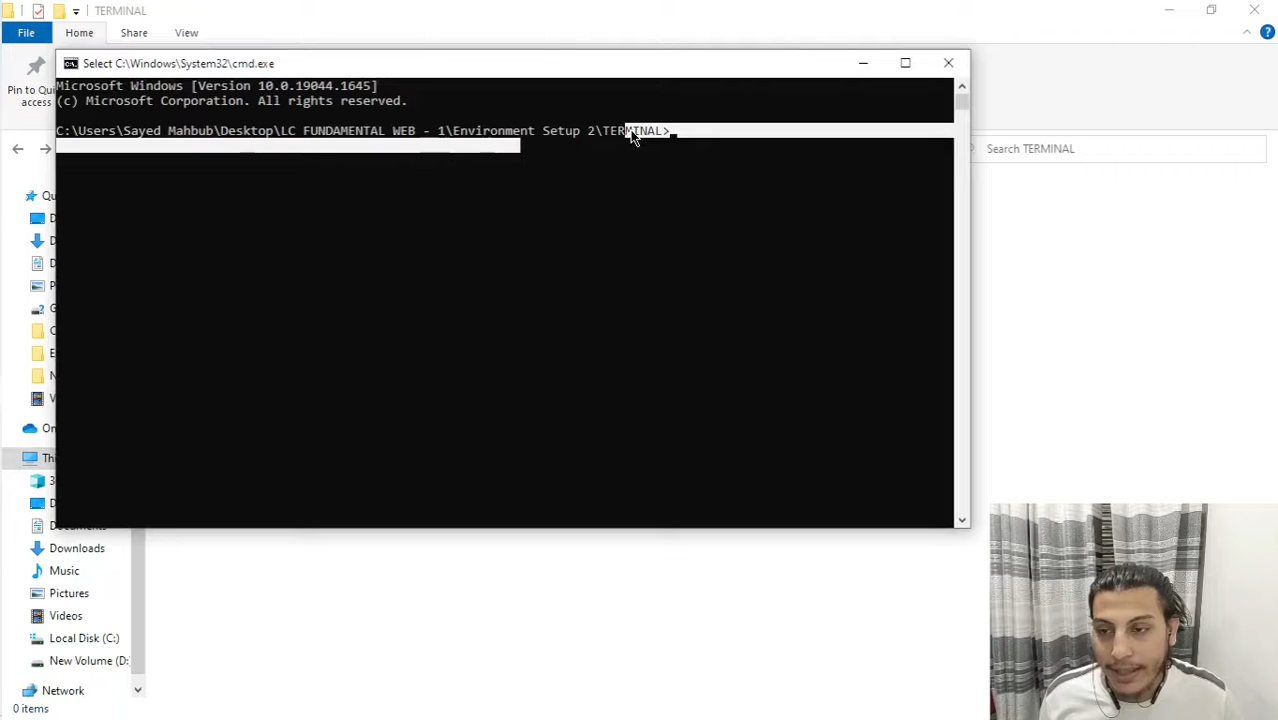 TERMINAL
File
Home
Share
View
Select C:\Windows\System32\cmd.exe
Microsoft Windows [Version 10.0.19044.1645]
(c) Microsoft Corporation. All rights reserved.
C:\Users\Sayed Mahbub\Desktop\LC FUNDAMENTAL WEB - 1\Environment Setup 2\TERMINAL>
Pin to
access
Search TERMINAL
Documents
Downloads
Music
Pictures
Videos
Local Disk (C:)
New Volume (D:
Network
0 items